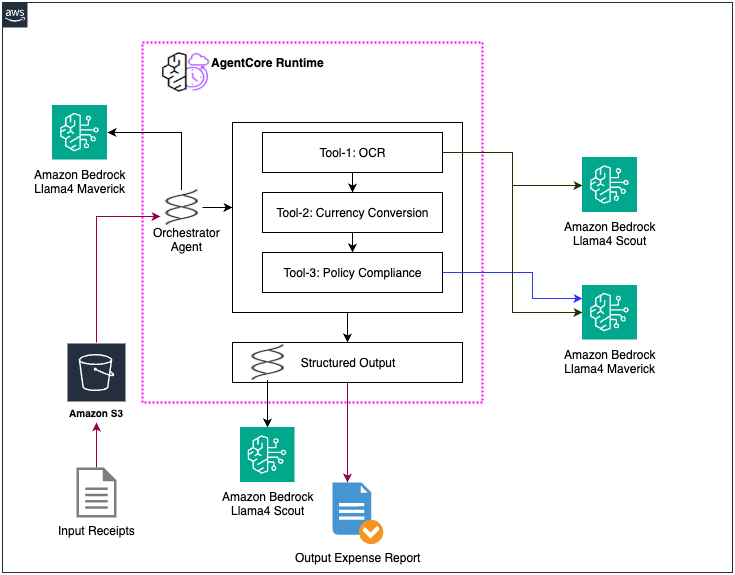 aws
AgentCore Runtime
Amazon Bedrock
Llama4 Maverick
Orchestrator
Agent
Tool-1: OCR
Tool-2: Currency Conversion
Tool-3: Policy Compliance
Amazon Bedrock
Llama4 Scout
Amazon Bedrock
Llama4 Maverick
Structured Output
Amazon S3
Amazon Bedrock
Llama4 Scout
Input Receipts
Output Expense Report